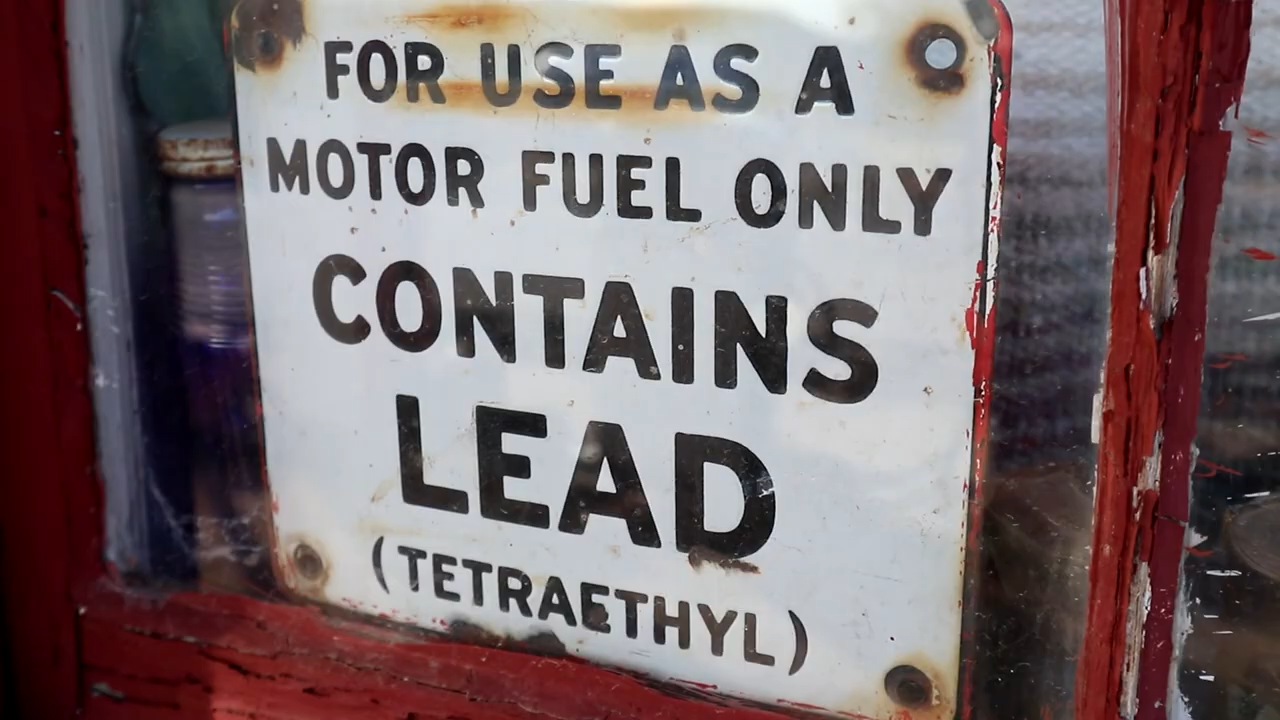 FOR USE AS A
MOTOR FUEL ONLY
CONTAINS
LEAD
(TETRAETHYL)